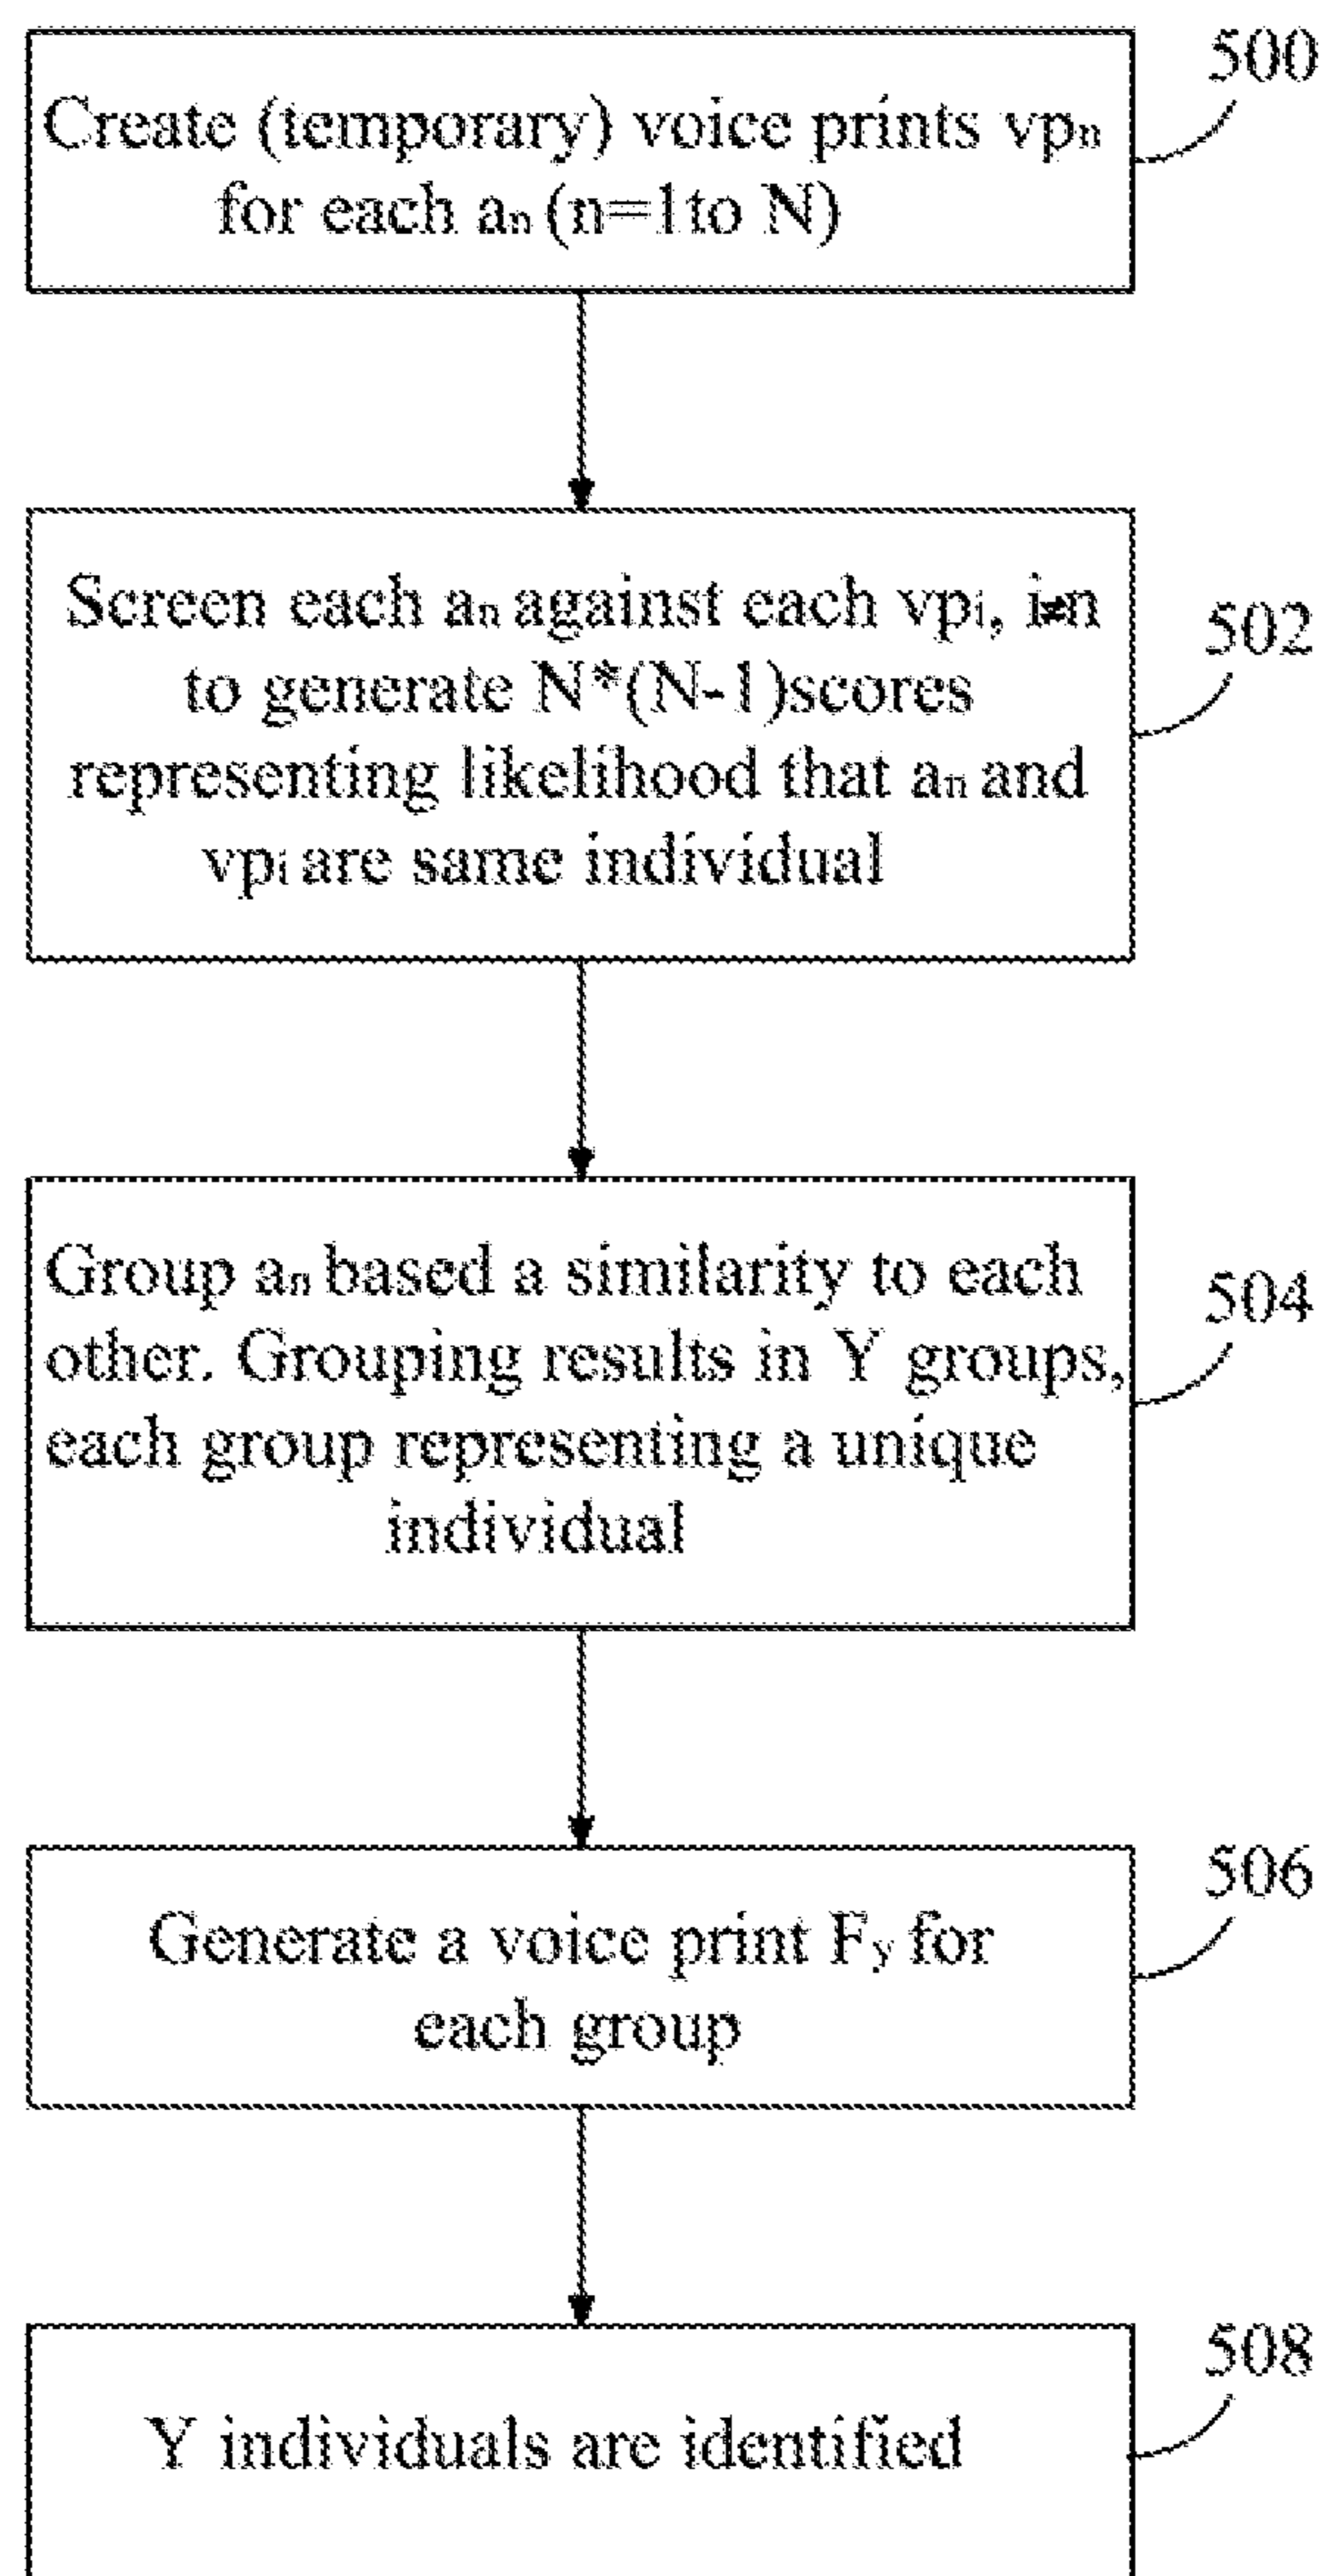 500
Create (temporary) voice prints vpₙ
for each aₙ (n=1to N)
Screen each aₙ against each vpᵢ, i≠n
to generate N*(N-1)scores
representing likelihood that aₙ and
vpᵢ are same individual
502
Group aₙ based a similarity to each
other. Grouping results in Y groups,
each group representing a unique
individual
504
Generate a voice print Fy for
each group
506
Y individuals are identified
508